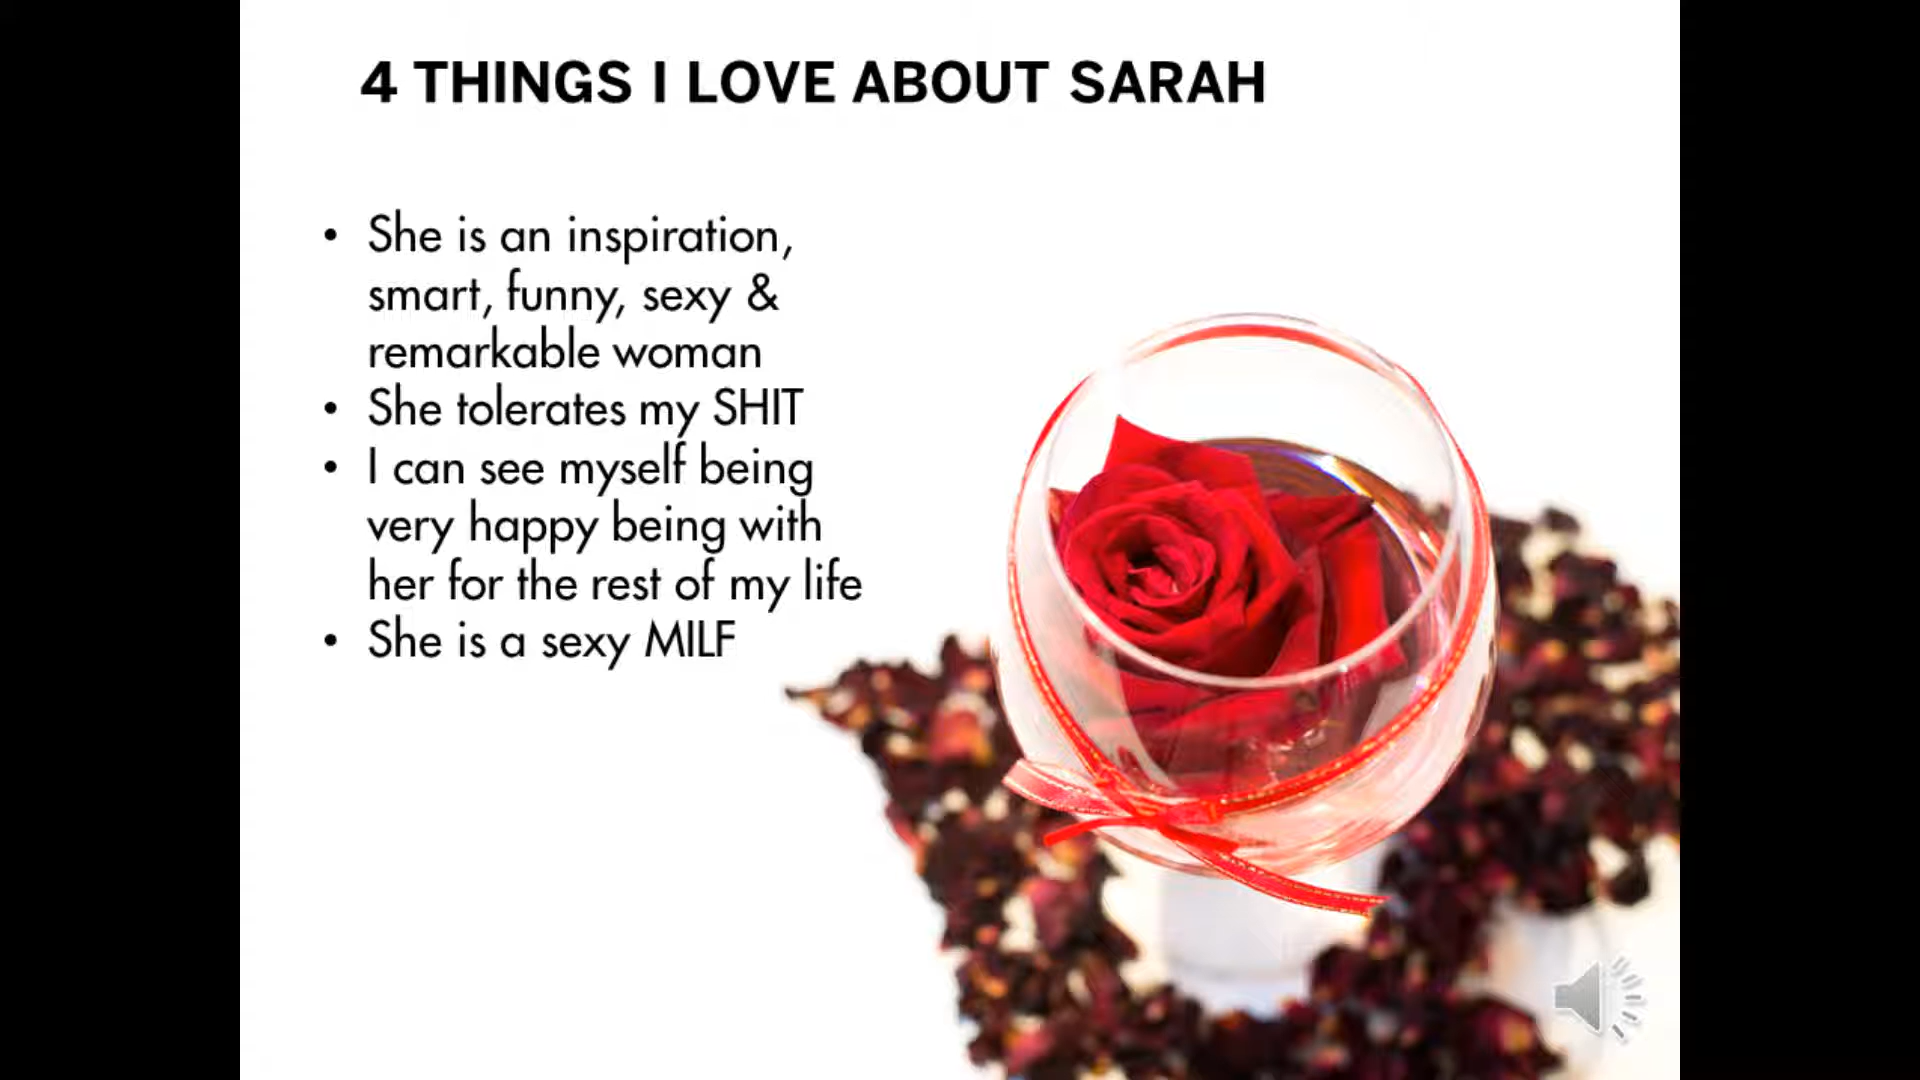 4 THINGS I LOVE ABOUT SARAH
• She is an inspiration,
smart, funny, sexy &
remarkable woman
• She tolerates my SHIT
• I can see myself being
very happy being with
her for the rest of my life
• She is a sexy MILF